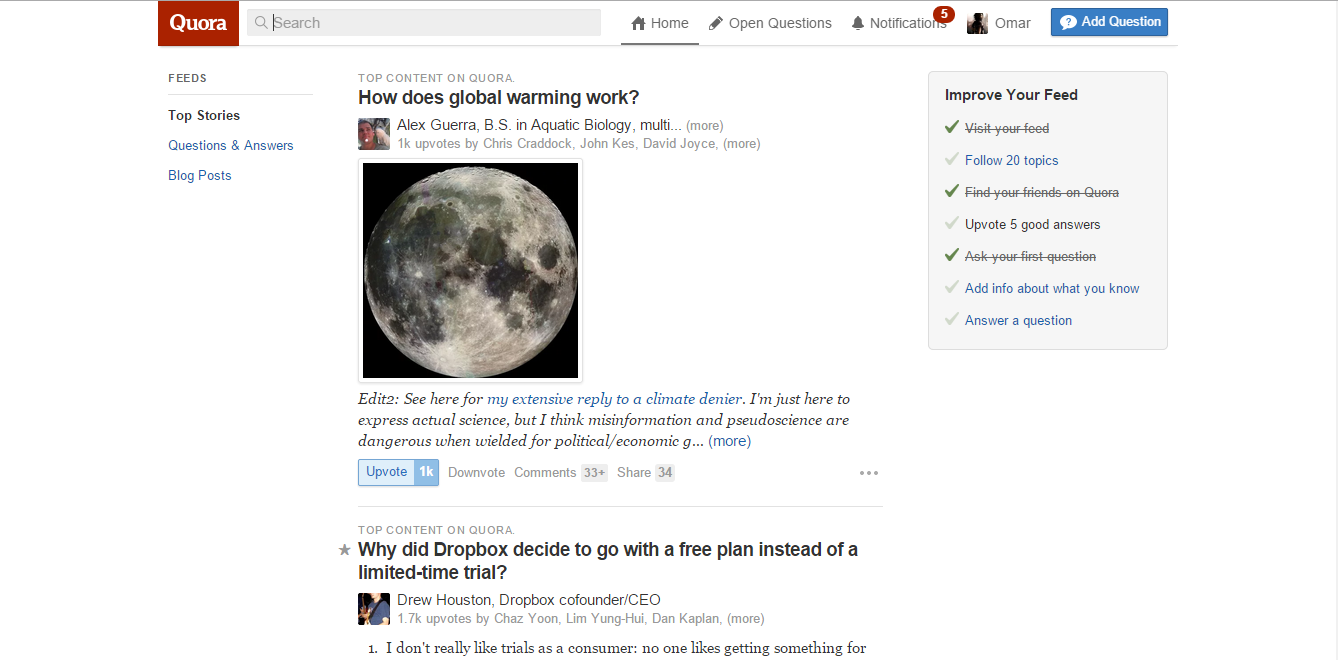 Quora
Search
Home
Open Questions
Notifications
5
Omar
Add Question
FEEDS
Top Stories
Questions & Answers
Blog Posts
TOP CONTENT ON QUORA.
How does global warming work?
Alex Guerra, B.S. in Aquatic Biology, multi... (more)
1k upvotes by Chris Craddock, John Kes, David Joyce, (more)
Edit2: See here for my extensive reply to a climate denier. I'm just here to
express actual science, but I think misinformation and pseudoscience are
dangerous when wielded for political/economic g... (more)
Upvote 1k Downvote Comments 33+ Share 34
TOP CONTENT ON QUORA.
Why did Dropbox decide to go with a free plan instead of a
limited-time trial?
Drew Houston, Dropbox cofounder/CEO
1.7k upvotes by Chaz Yoon, Lim Yung-Hui, Dan Kaplan, (more)
1. I don't really like trials as a consumer: no one likes getting something for
Improve Your Feed
Visit your feed
Follow 20 topics
Find your friends on Quora
Upvote 5 good answers
Ask your first question
Add info about what you know
Answer a question